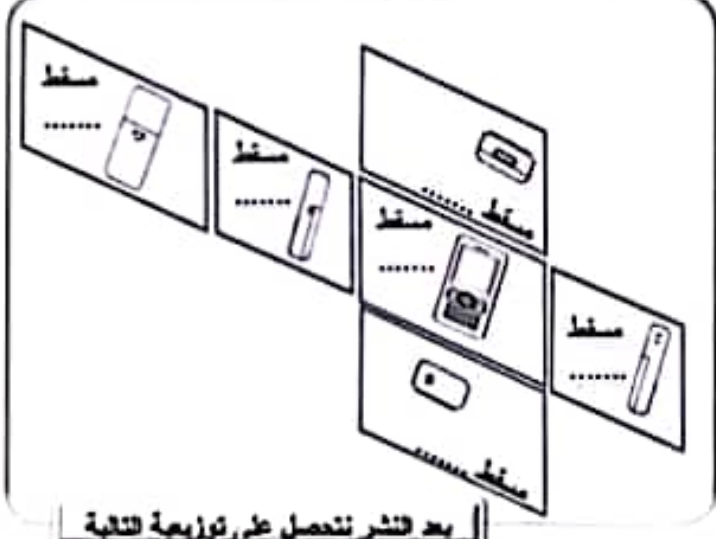 مسقط
.......
مسقط
.......
مسقط .......
مسقط
.......
مسقط
.......
مسقط .......
بعد النشر نتحصل على توزيعة التالية